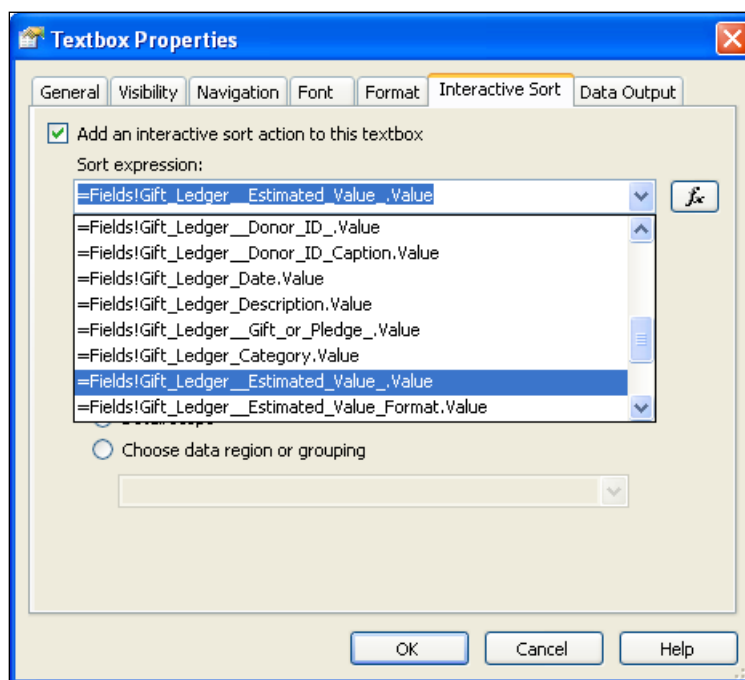 Textbox Properties
General Visibility Navigation Font Format Interactive Sort Data Output
Add an interactive sort action to this textbox
Sort expression:
=Fields!Gift_Ledger__Estimated_Value_.Value
fx
=Fields!Gift_Ledger__Donor_ID_.Value
=Fields!Gift_Ledger__Donor_ID_Caption.Value
=Fields!Gift_Ledger_Date.Value
=Fields!Gift_Ledger_Description.Value
=Fields!Gift_Ledger__Gift_or_Pledge_.Value
=Fields!Gift_Ledger_Category.Value
=Fields!Gift_Ledger__Estimated_Value_.Value
=Fields!Gift_Ledger__Estimated_Value_Format.Value
Choose data region or grouping
OK Cancel Help